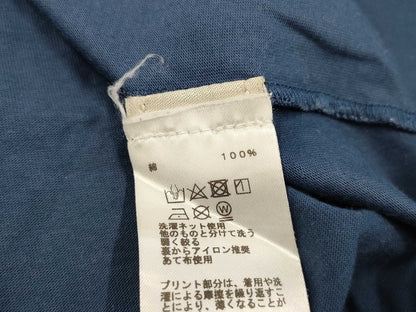 綿 100%
洗濯ネット使用
他のものと分けて洗う
弱く絞る
裏からアイロン推奨
あて布使用
プリント部分は、着用や洗
濯による摩擦を繰り返すこ
とにより、薄くなることが